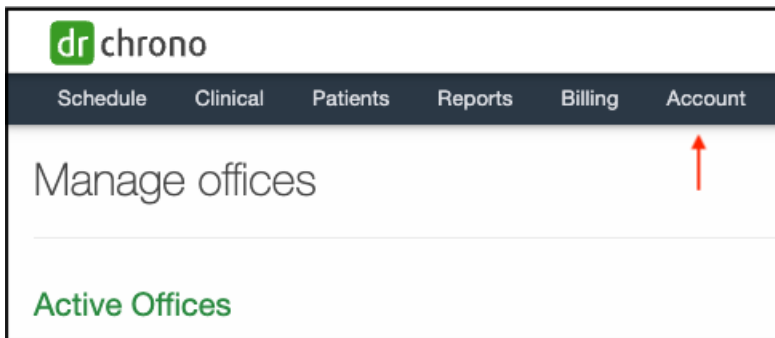 dr chrono
Schedule Clinical Patients Reports Billing Account
Manage offices
Active Offices